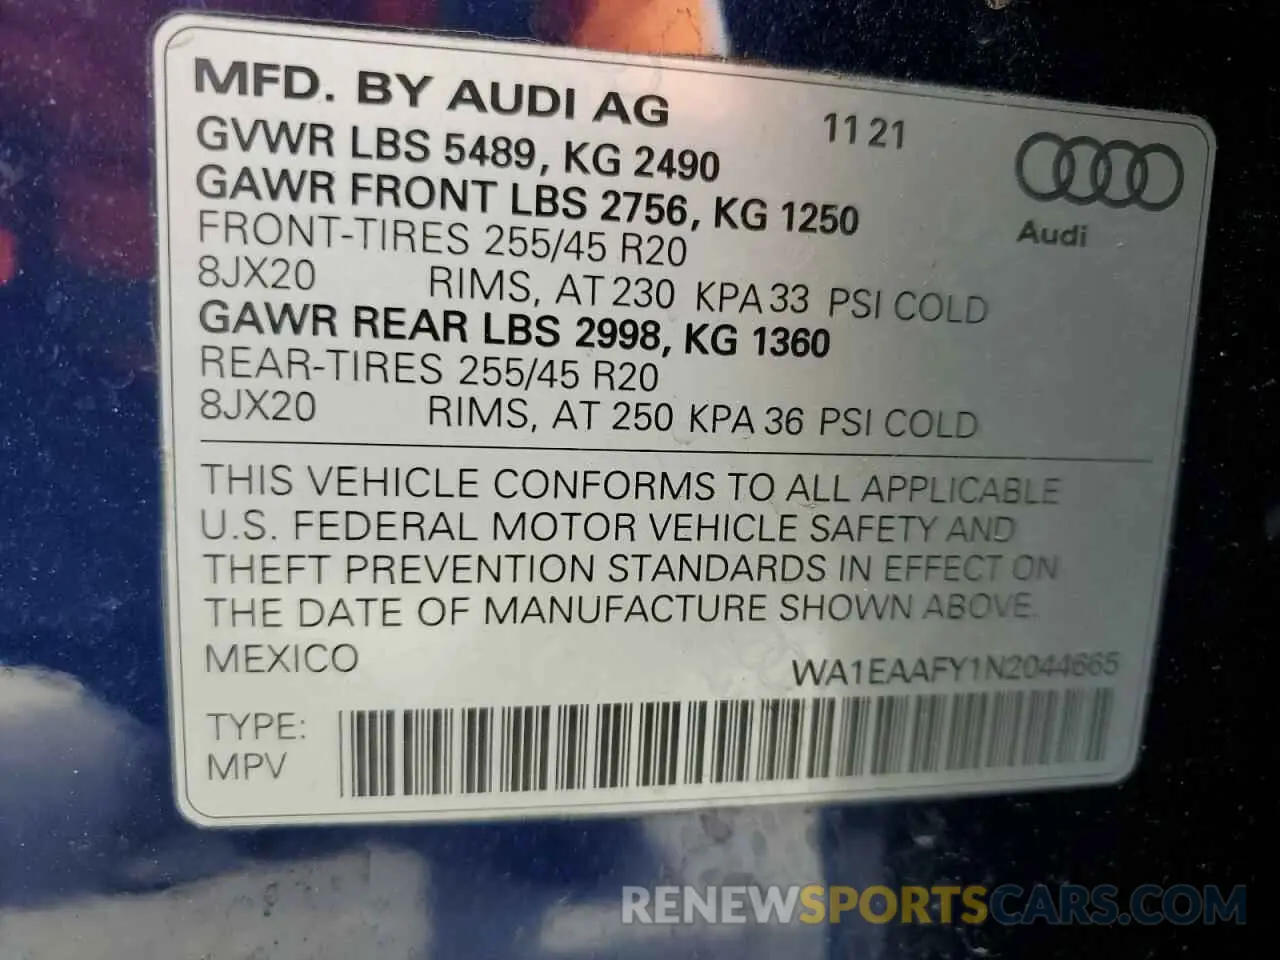 MFD. BY AUDI AG 11 21
GVWR LBS 5489, KG 2490
GAWR FRONT LBS 2756, KG 1250
Audi
FRONT-TIRES 255/45 R20
8JX20 RIMS, AT 230 KPA 33 PSI COLD
GAWR REAR LBS 2998, KG 1360
REAR-TIRES 255/45 R20
8JX20 RIMS, AT 250 KPA 36 PSI COLD
THIS VEHICLE CONFORMS TO ALL APPLICABLE
U.S. FEDERAL MOTOR VEHICLE SAFETY AND
THEFT PREVENTION STANDARDS IN EFFECT ON
THE DATE OF MANUFACTURE SHOWN ABOVE.
MEXICO WA1EAAFY1N2044665
TYPE:
MPV
RENEWSPORTSCARS.COM